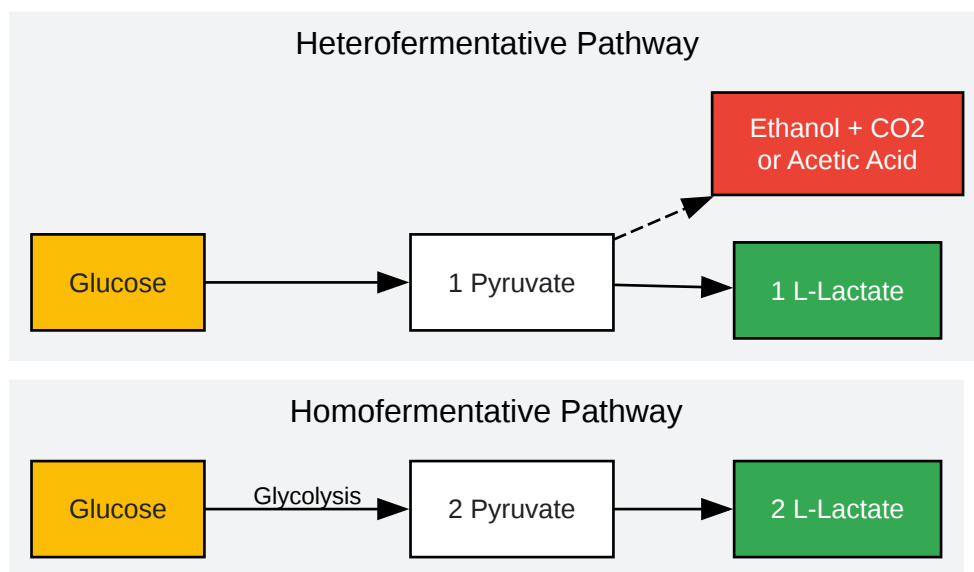 Heterofermentative Pathway
Ethanol + CO2
or Acetic Acid
Glucose
1 Pyruvate
1 L-Lactate
Homofermentative Pathway
Glucose
Glycolysis
2 Pyruvate
2 L-Lactate